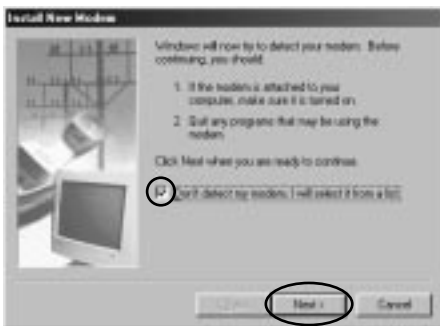 Install New Modem
Windows will now try to detect your modem. Before
continuing, you should:
1. If the modem is attached to your
computer, make sure it is turned on.
2. Quit any programs that may be using the
modem.
Click Next when you are ready to continue.
Don't detect my modem; I will select it from a list.
Next >
Cancel